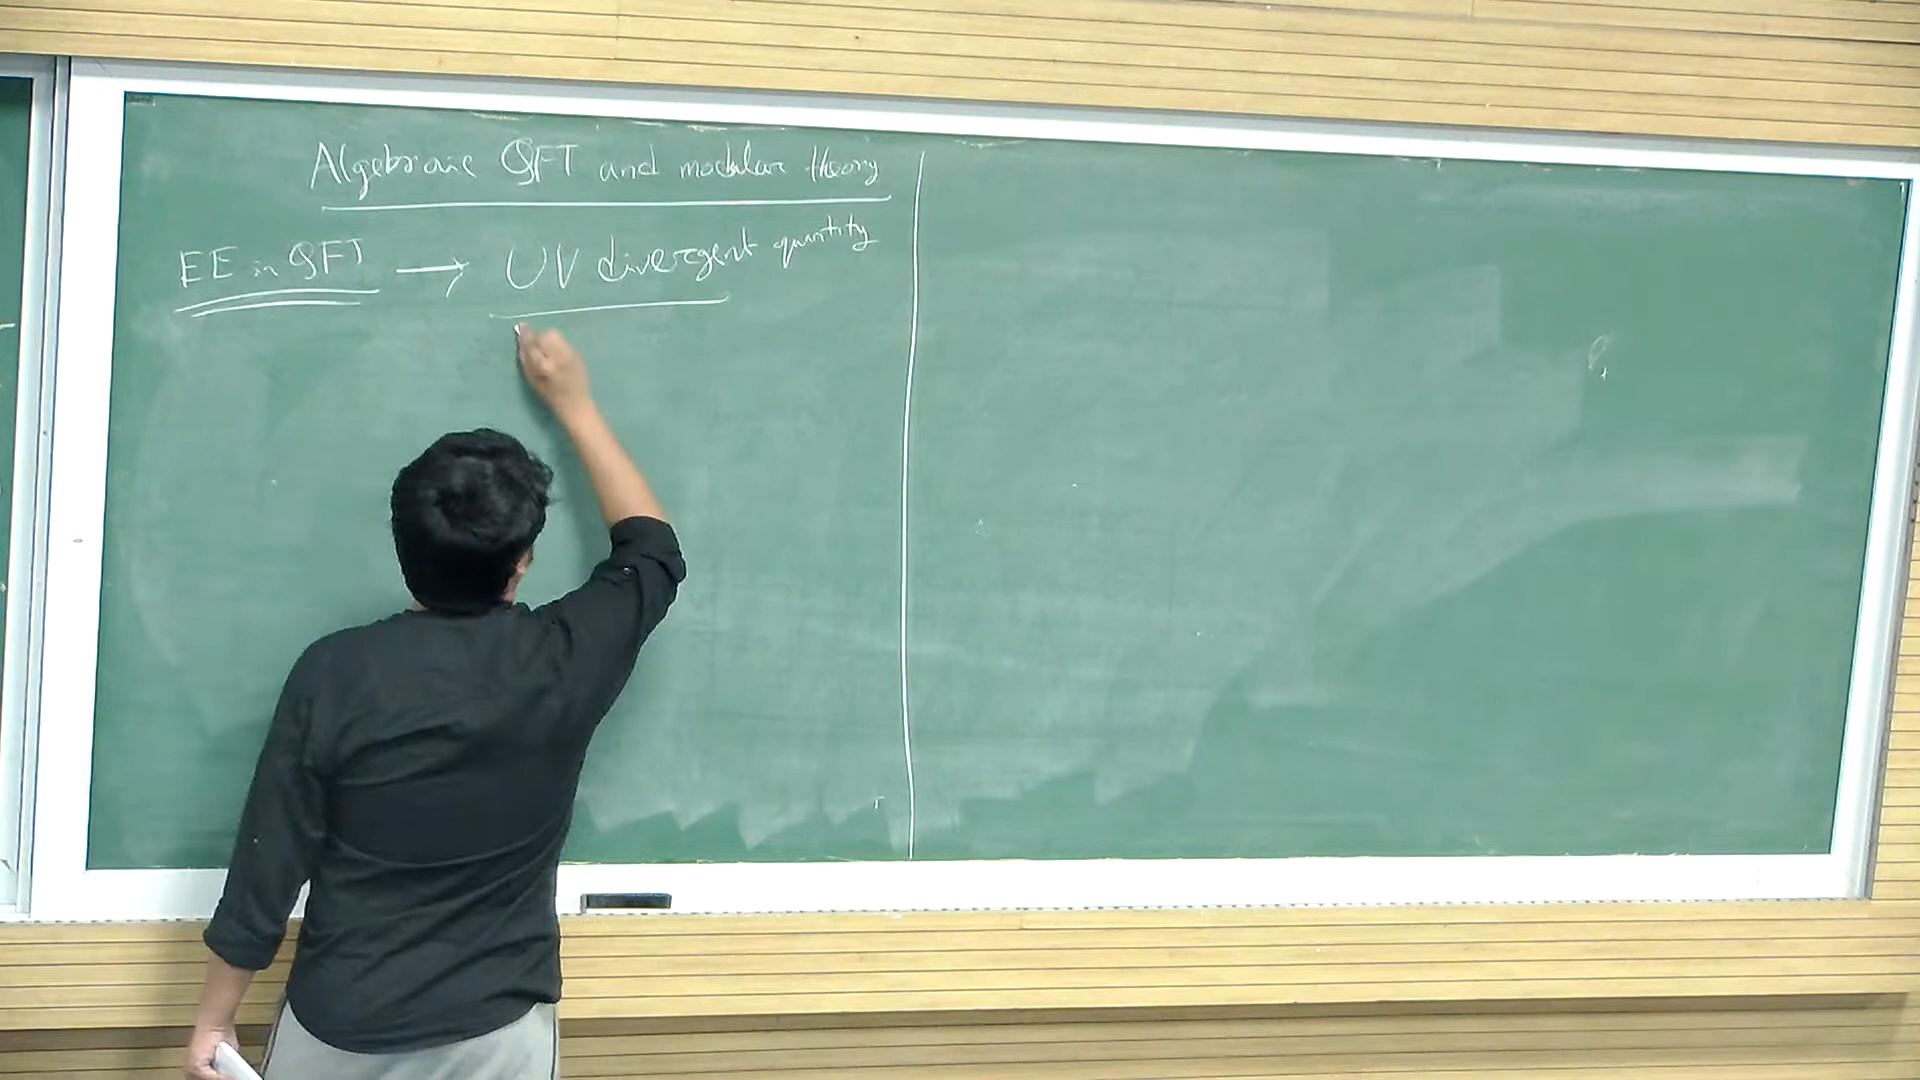 Algebraic QFT and modular theory
EE in QFT → UV divergent quantity